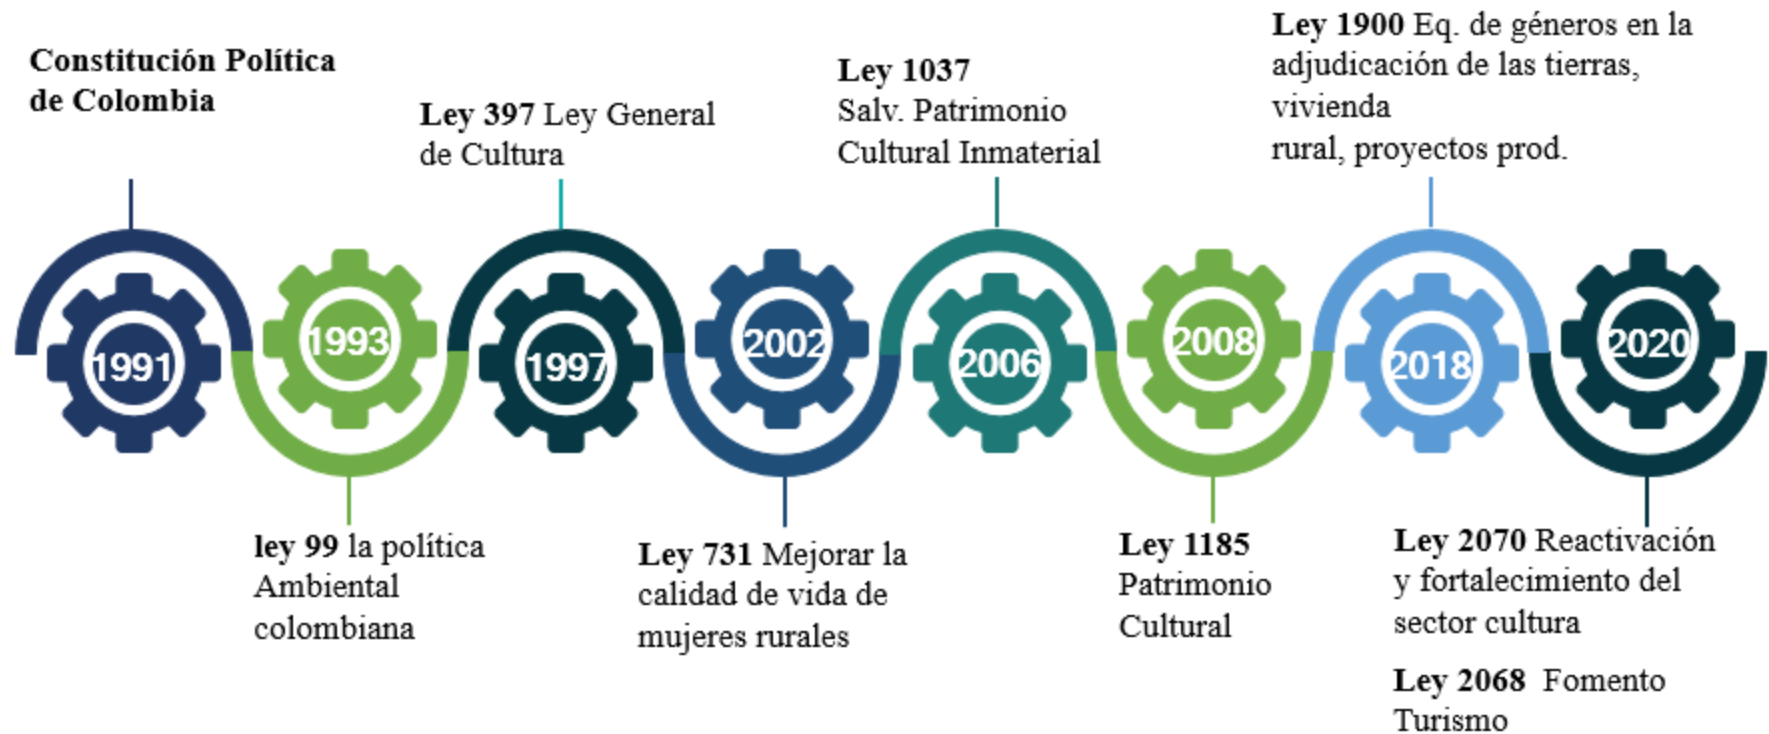 Constitución Política
de Colombia
1991
1993
ley 99 la política
Ambiental
colombiana
Ley 397 Ley General
de Cultura
1997
2002
Ley 731 Mejorar la
calidad de vida de
mujeres rurales
Ley 1037
Salv. Patrimonio
Cultural Inmaterial
2006
2008
Ley 1185
Patrimonio
Cultural
Ley 1900 Eq. de géneros en la
adjudicación de las tierras,
vivienda
rural, proyectos prod.
2018
2020
Ley 2070 Reactivación
y fortalecimiento del
sector cultura
Ley 2068 Fomento
Turismo